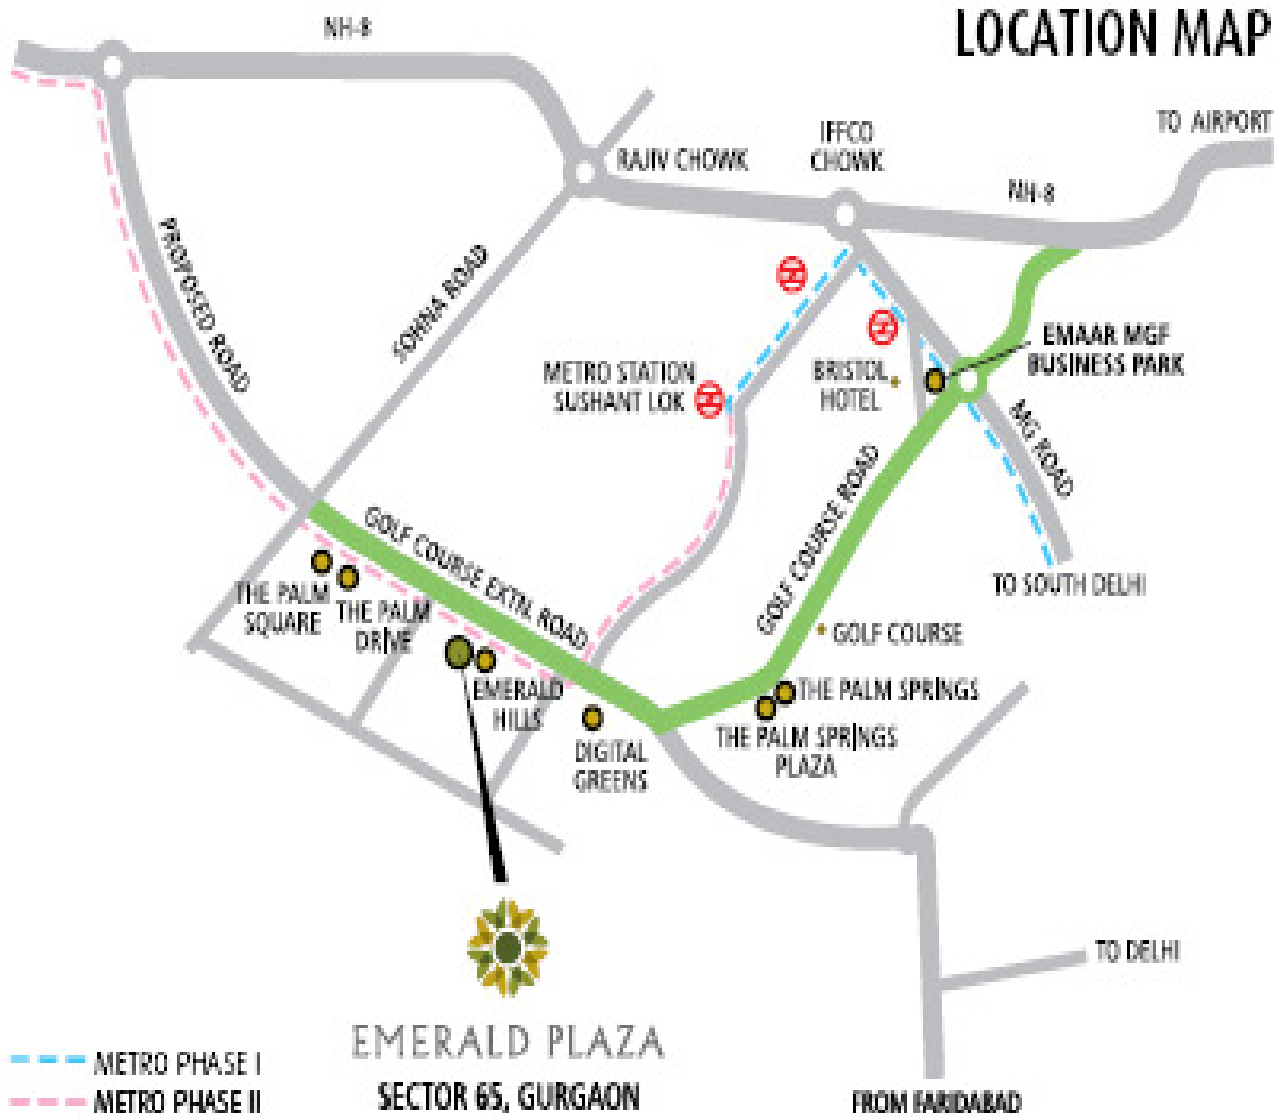 LOCATION MAP
NH-8
TO AIRPORT
IFFCO
CHOWK
RAJIV CHOWK
NH-8
PROPOSED ROAD
SOHNA ROAD
EMAAR MGF
BUSINESS PARK
METRO STATION
SUSHANT LOK
BRISTOL
HOTEL
MG ROAD
GOLF COURSE ROAD
GOLF COURSE EXTN. ROAD
TO SOUTH DELHI
THE PALM
SQUARE
THE PALM
DRIVE
GOLF COURSE
EMERALD
HILLS
THE PALM SPRINGS
THE PALM SPRINGS
PLAZA
DIGITAL
GREENS
TO DELHI
EMERALD PLAZA
SECTOR 65, GURGAON
METRO PHASE I
METRO PHASE II
FROM FARIDABAD